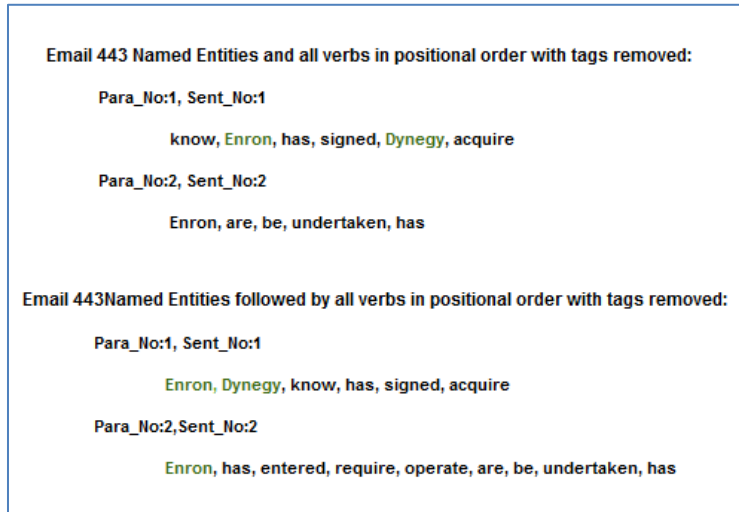 Email 443 Named Entities and all verbs in positional order with tags removed:
Para_No:1, Sent_No:1
know, Enron, has, signed, Dynegy, acquire
Para_No:2, Sent_No:2
Enron, are, be, undertaken, has
Email 443Named Entities followed by all verbs in positional order with tags removed:
Para_No:1, Sent_No:1
Enron, Dynegy, know, has, signed, acquire
Para_No:2,Sent_No:2
Enron, has, entered, require, operate, are, be, undertaken, has